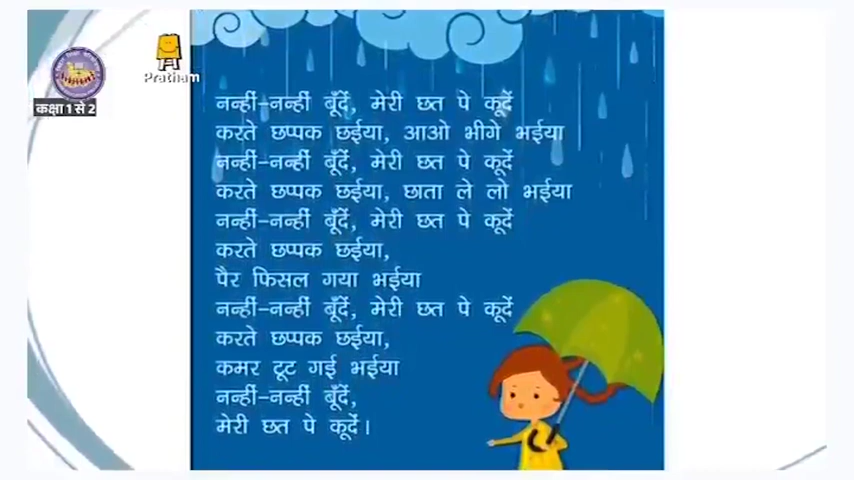 Pratham
कक्षा 1 से 2
नन्हीं-नन्हीं बूँदें, मेरी छत पे कूदें
करते छप्पक छईया, आओ भीगे भईया
नन्हीं-नन्हीं बूँदें, मेरी छत पे कूदें
करते छप्पक छईया, छाता ले लो भईया
नन्हीं-नन्हीं बूँदें, मेरी छत पे कूदें
करते छप्पक छईया,
पैर फिसल गया भईया
नन्हीं-नन्हीं बूँदें, मेरी छत पे कूदें
करते छप्पक छईया,
कमर टूट गई भईया
नन्हीं-नन्हीं बूँदें,
मेरी छत पे कूदें।